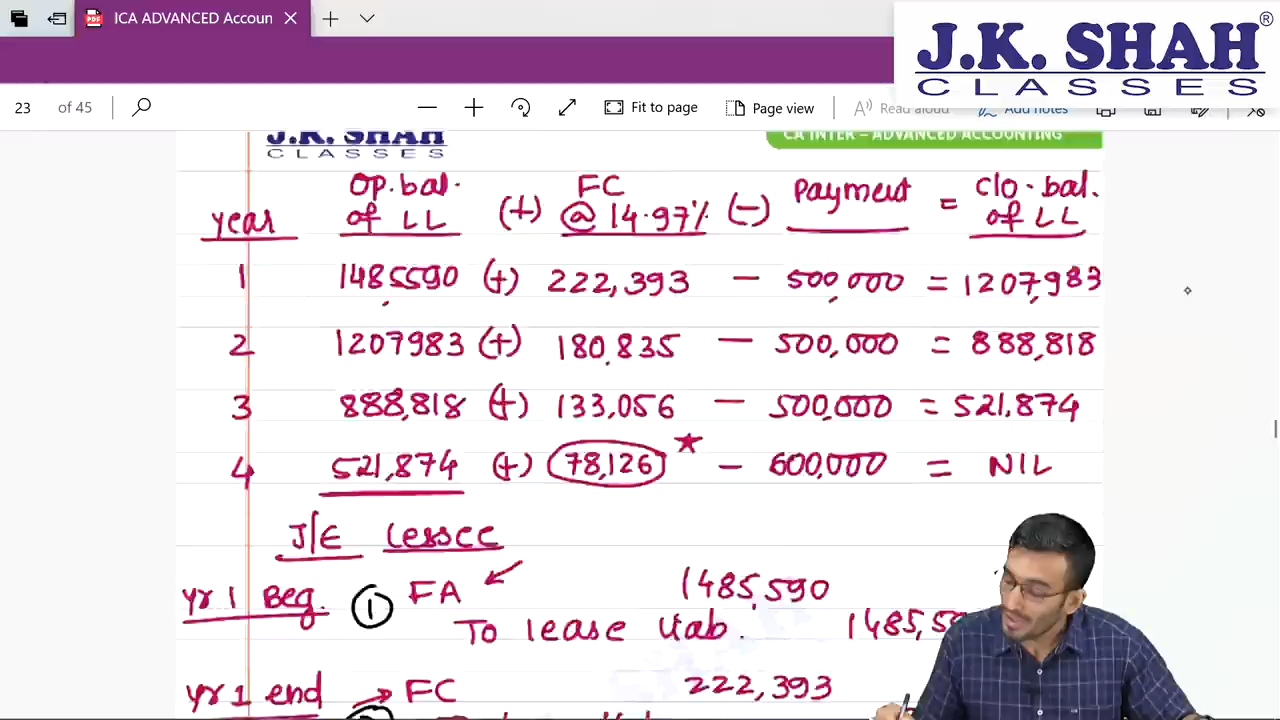 ICA ADVANCED Accoun
J.K. SHAH®
CLASSES
23 of 45
Fit to page
Page view
Read aloud
Add notes
J.K. SHAH
CLASSES
CA INTER – ADVANCED ACCOUNTING
year Op. bal. of LL (+) FC @ 14.97% (-) Payment = Clo. bal. of LL
1 1485590 (+) 222,393 – 500,000 = 1207,983
2 1207983 (+) 180,835 – 500,000 = 888,818
3 888,818 (+) 133,056 – 500,000 = 521,874
4 521,874 (+) 78,126 ★ – 600,000 = NIL
J/E lessee
yr 1 Beg. ① FA 1485,590
To lease Liab.
yr 1 end → FC 222,393